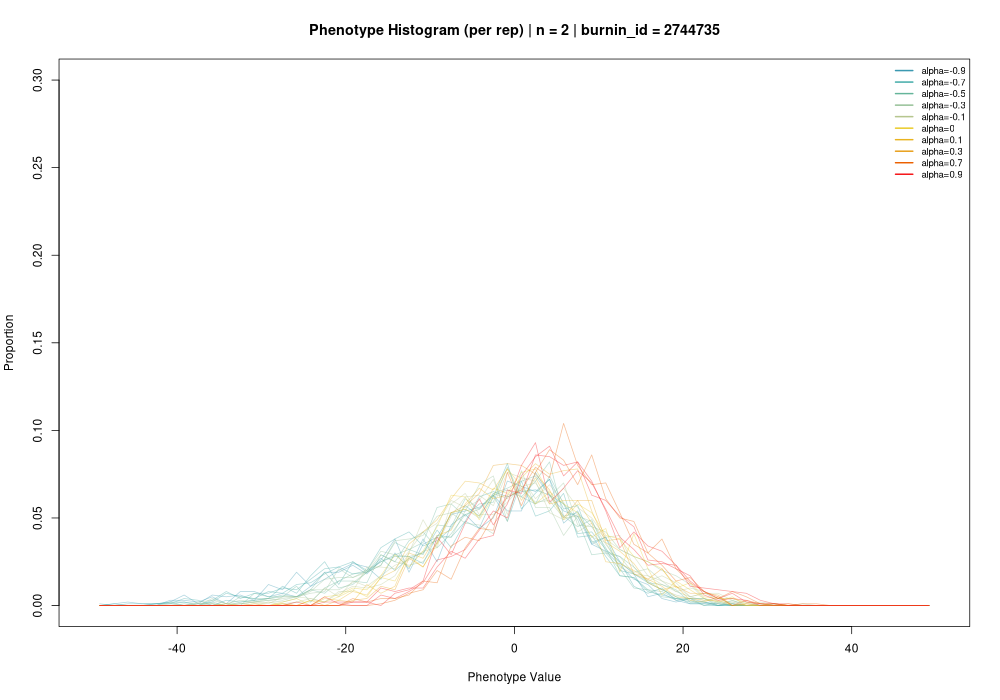 Phenotype Histogram (per rep) | n = 2 | burnin_id = 2744735
alpha=-0.9
alpha=-0.7
alpha=-0.5
alpha=-0.3
alpha=-0.1
alpha=0
alpha=0.1
alpha=0.3
alpha=0.7
alpha=0.9
Proportion
0.30
0.25
0.20
0.15
0.10
0.05
0.00
-40 -20 0 20 40
Phenotype Value